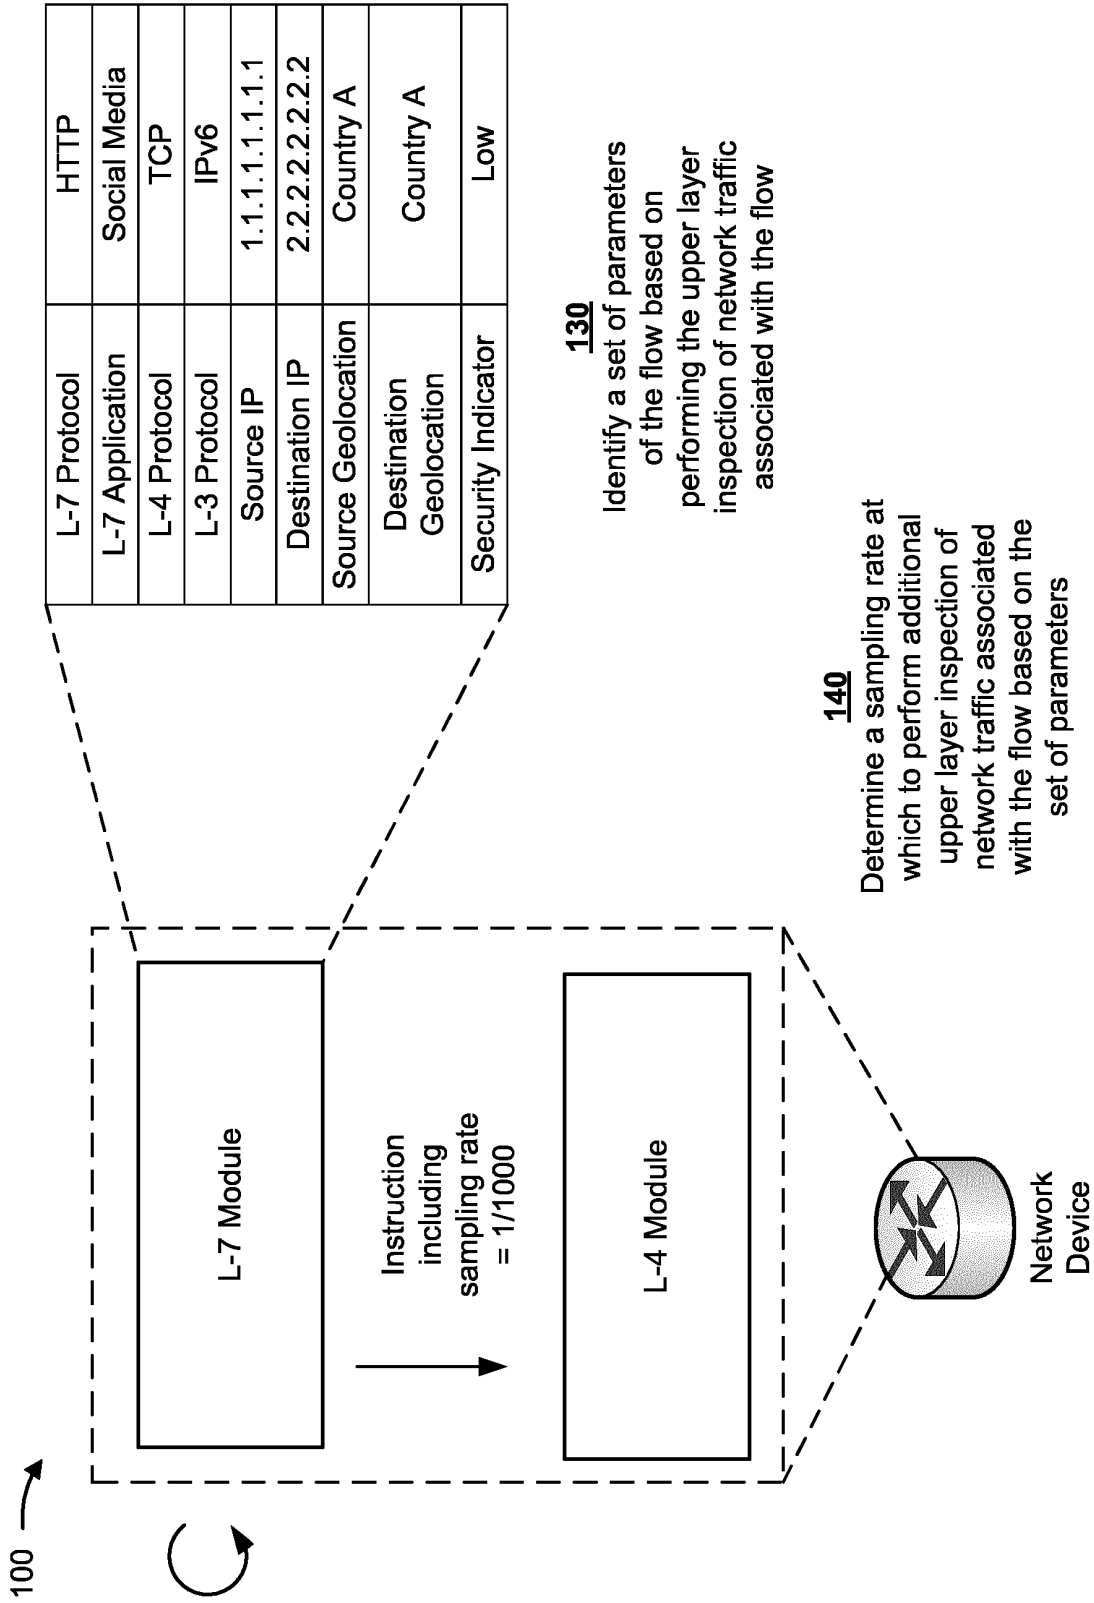 100
L-7 Module
Instruction
including
sampling rate
= 1/1000
L-4 Module
Network
Device
L-7 Protocol HTTP
L-7 Application Social Media
L-4 Protocol TCP
L-3 Protocol IPv6
Source IP 1.1.1.1.1.1.1.1
Destination IP 2.2.2.2.2.2.2.2
Source Geolocation Country A
Destination
Geolocation Country A
Security Indicator Low
130
Identify a set of parameters
of the flow based on
performing the upper layer
inspection of network traffic
associated with the flow
140
Determine a sampling rate at
which to perform additional
upper layer inspection of
network traffic associated
with the flow based on the
set of parameters